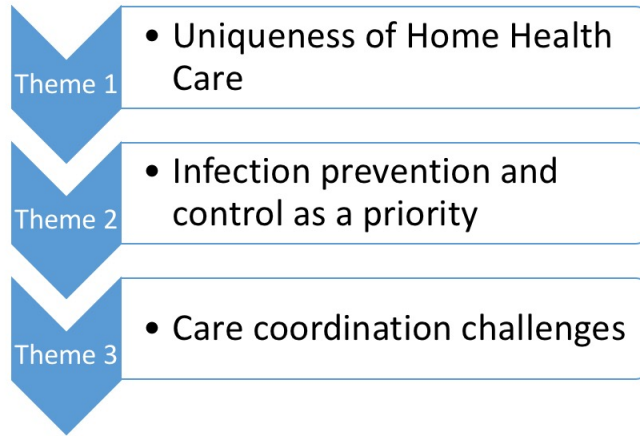 Theme 1
• Uniqueness of Home Health
Care
Theme 2
• Infection prevention and
control as a priority
Theme 3
• Care coordination challenges